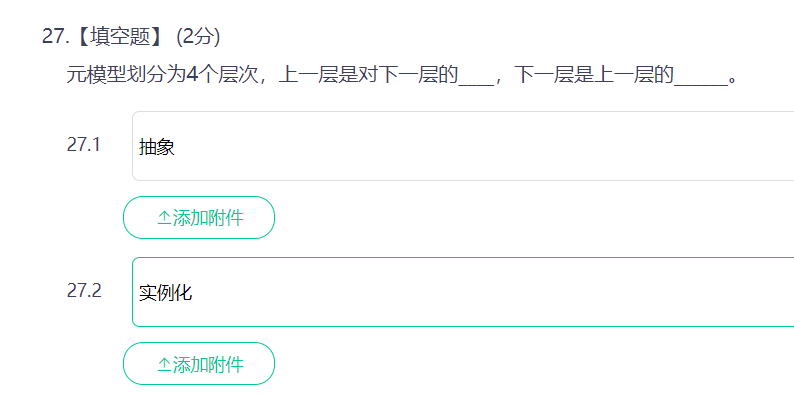 27.【填空题】 (2分)
元模型划分为4个层次，上一层是对下一层的____，下一层是上一层的______。
27.1 抽象
添加附件
27.2 实例化
添加附件